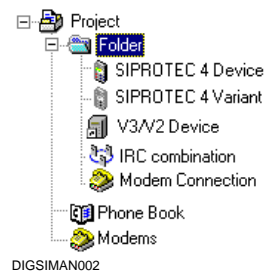 Project
Folder
SIPROTEC 4 Device
SIPROTEC 4 Variant
V3/V2 Device
IRC combination
Modem Connection
Phone Book
Modems
DIGSIMAN002